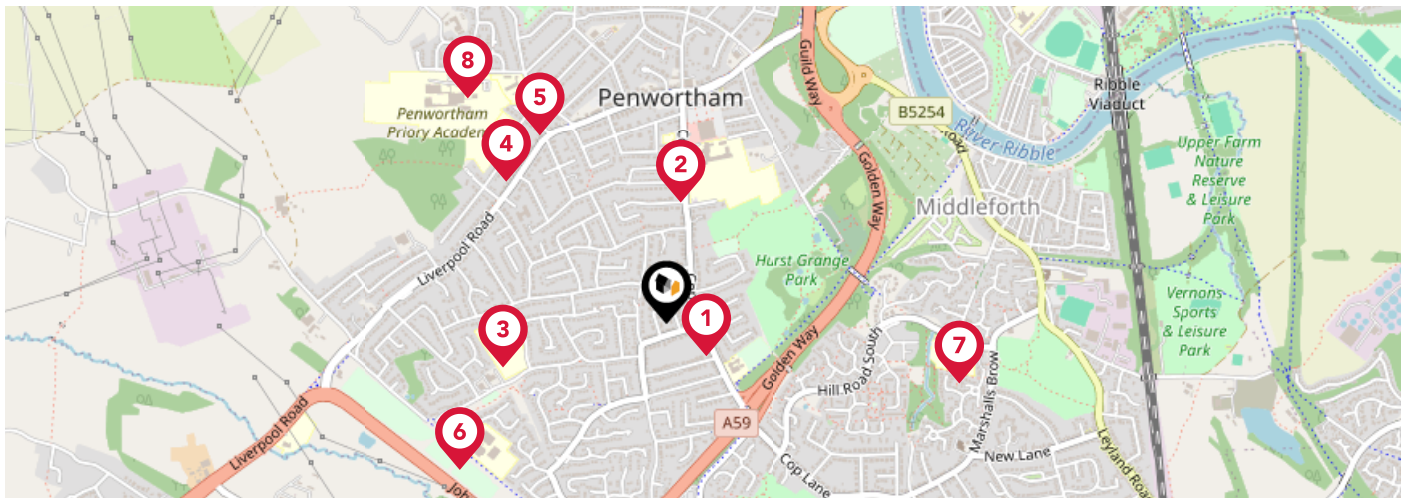 8
5
Penwortham
Penwortham
Priory Academ
4
2
Guild Way
B5254
Road
River Ribble
Ribble
Viaduct
Golden Way
Upper Farm
Nature
Reserve
& Leisure
Park
Middleforth
Liverpool Road
Hurst Grange
Park
3
1
Golden Way
Vernons
Sports
& Leisure
Park
Hill Road South
7
Marshalls Brow
Liverpool Road
6
A59
Cop Lane
New Lane
Leyland Road
Joh